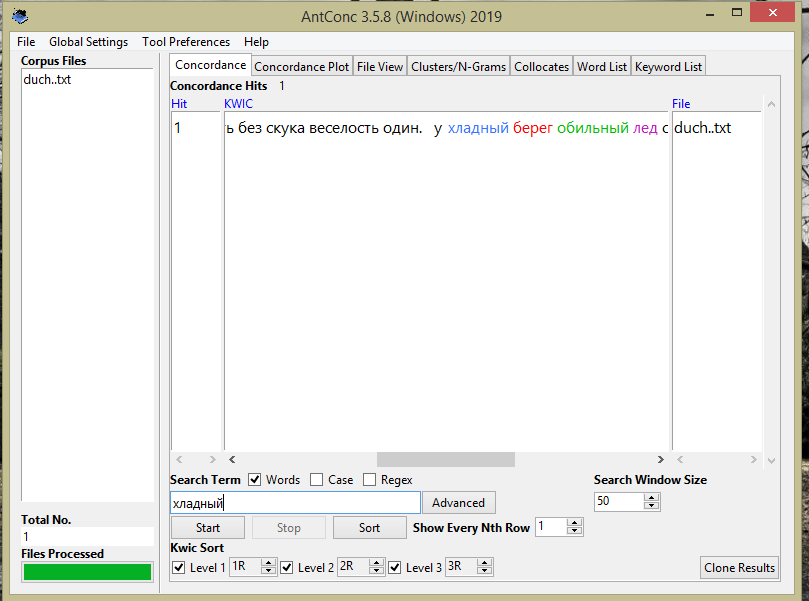 AntConc 3.5.8 (Windows) 2019
File Global Settings Tool Preferences Help
Corpus Files
duch..txt
Concordance Concordance Plot File View Clusters/N-Grams Collocates Word List Keyword List
Concordance Hits 1
Hit KWIC File
1 ь без скука веселость один. у хладный берег обильный лед с duch..txt
Search Term Words Case Regex Search Window Size
хладный Advanced 50
Start Stop Sort Show Every Nth Row 1
Total No.
1
Files Processed
Kwic Sort
Level 1 1R Level 2 2R Level 3 3R Clone Results